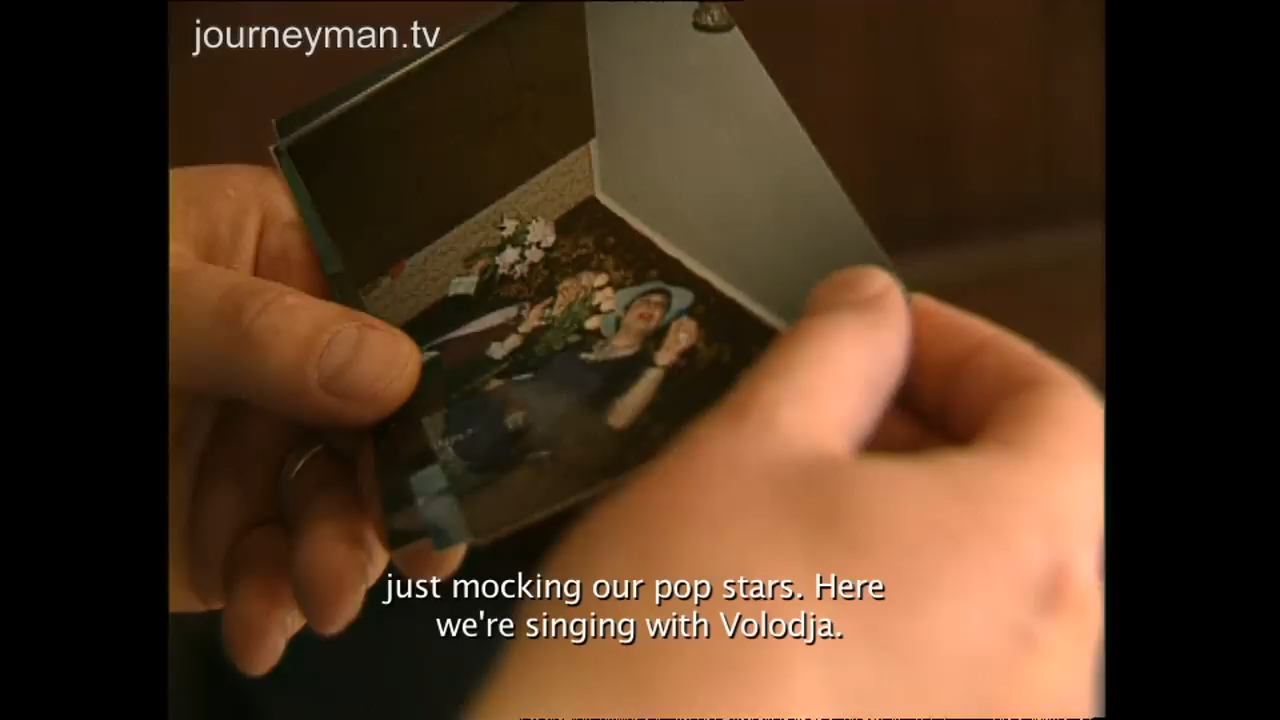 journeyman.tv
just mocking our pop stars. Here
we're singing with Volodja.